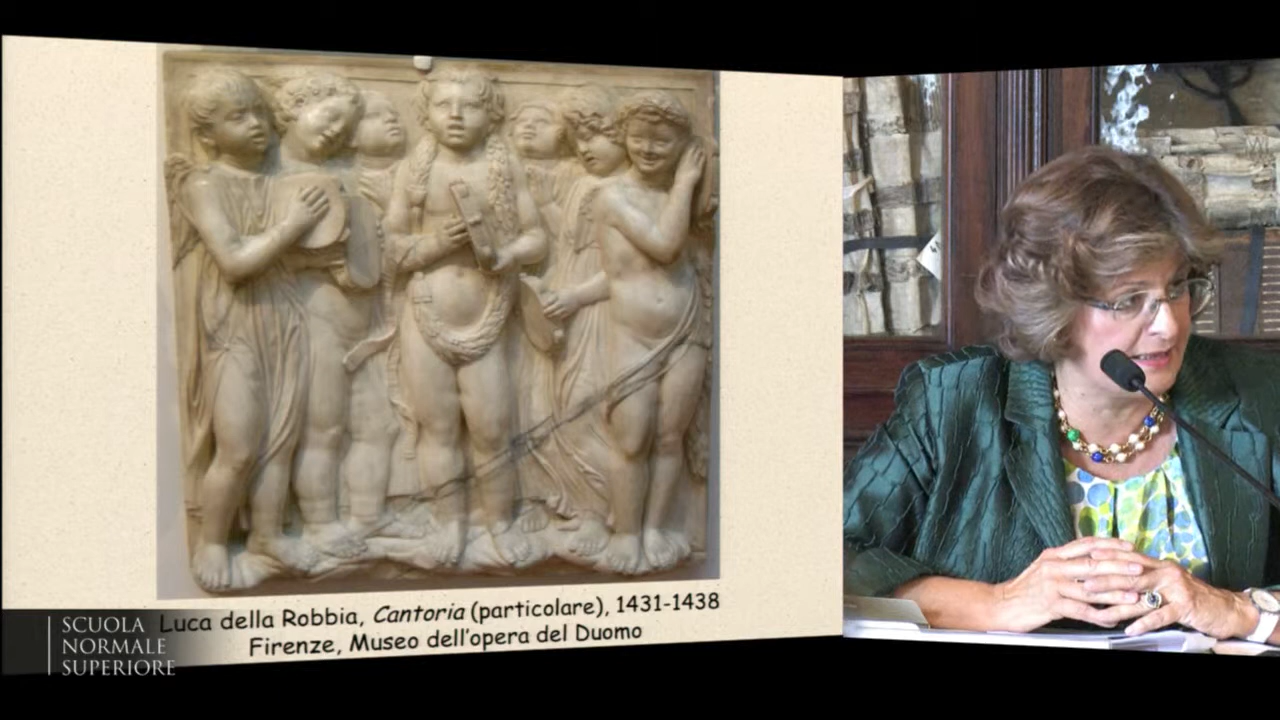 Luca della Robbia, Cantoria (particolare), 1431-1438
Firenze, Museo dell'opera del Duomo
SCUOLA
NORMALE
SUPERIORE